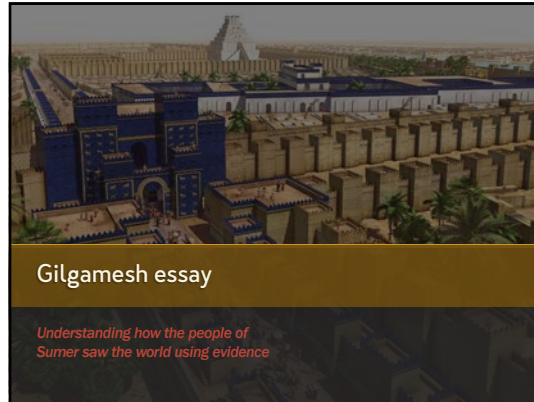 Gilgamesh essay
Understanding how the people of
Sumer saw the world using evidence